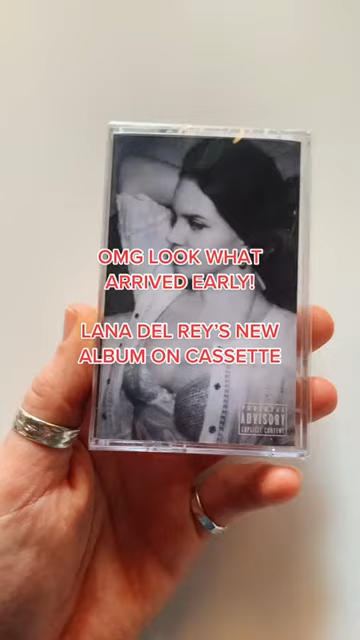 OMG LOOK WHAT
ARRIVED EARLY!
LANA DEL REY'S NEW
ALBUM ON CASSETTE
PARENTAL
ADVISORY
EXPLICIT CONTENT